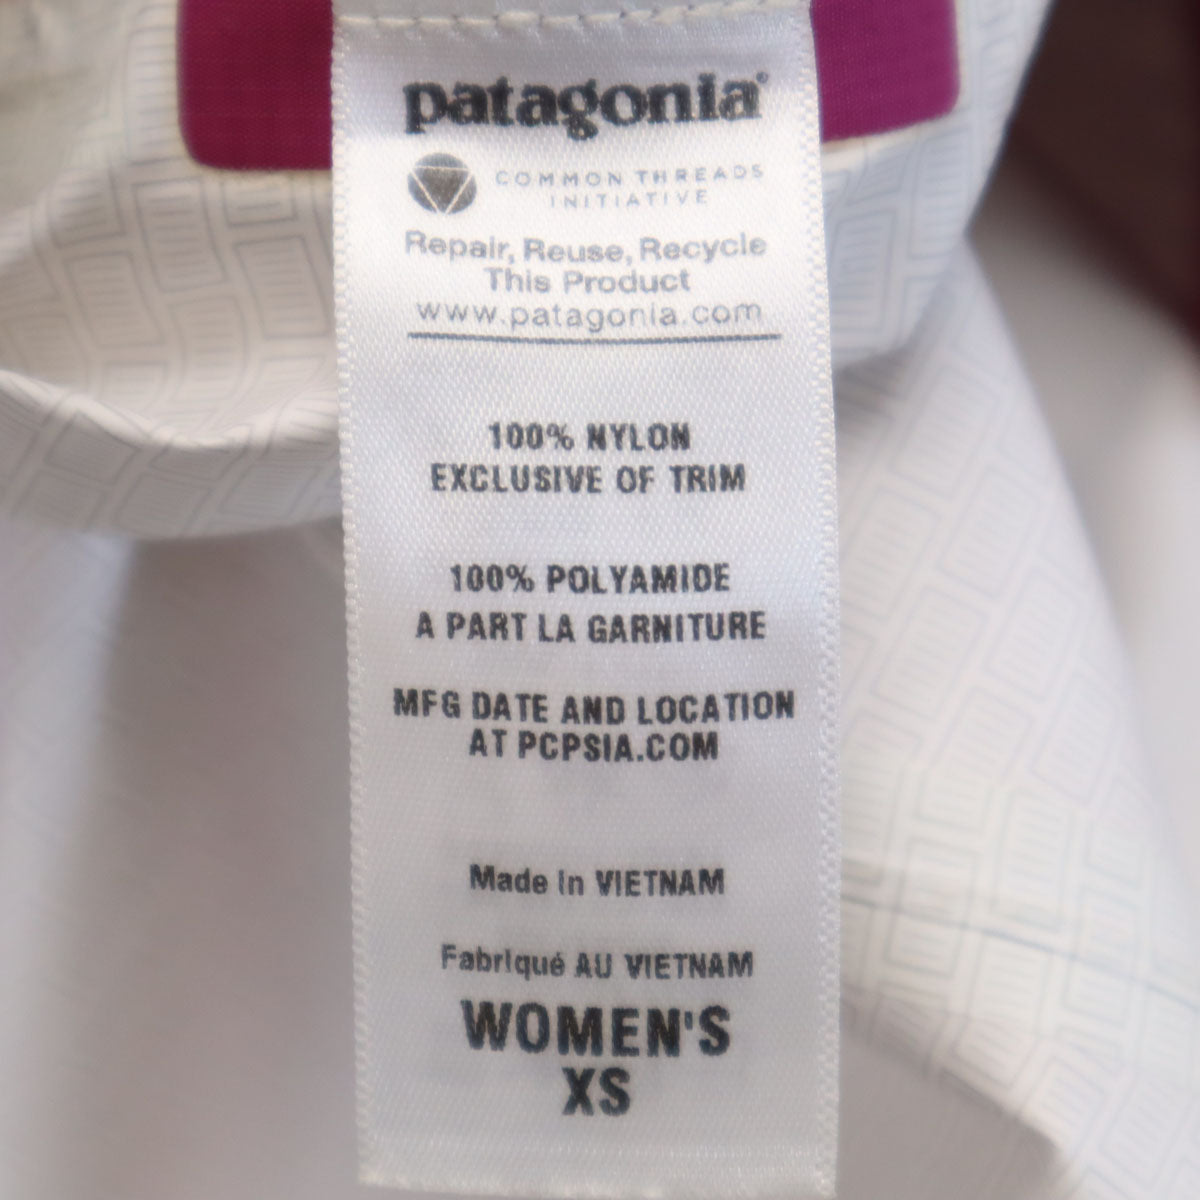 patagonia®
COMMON THREADS
INITIATIVE
Repair, Reuse, Recycle
This Product
www.patagonia.com
100% NYLON
EXCLUSIVE OF TRIM
100% POLYAMIDE
A PART LA GARNITURE
MFG DATE AND LOCATION
AT PCPSIA.COM
Made In VIETNAM
Fabriqué AU VIETNAM
WOMEN'S
XS